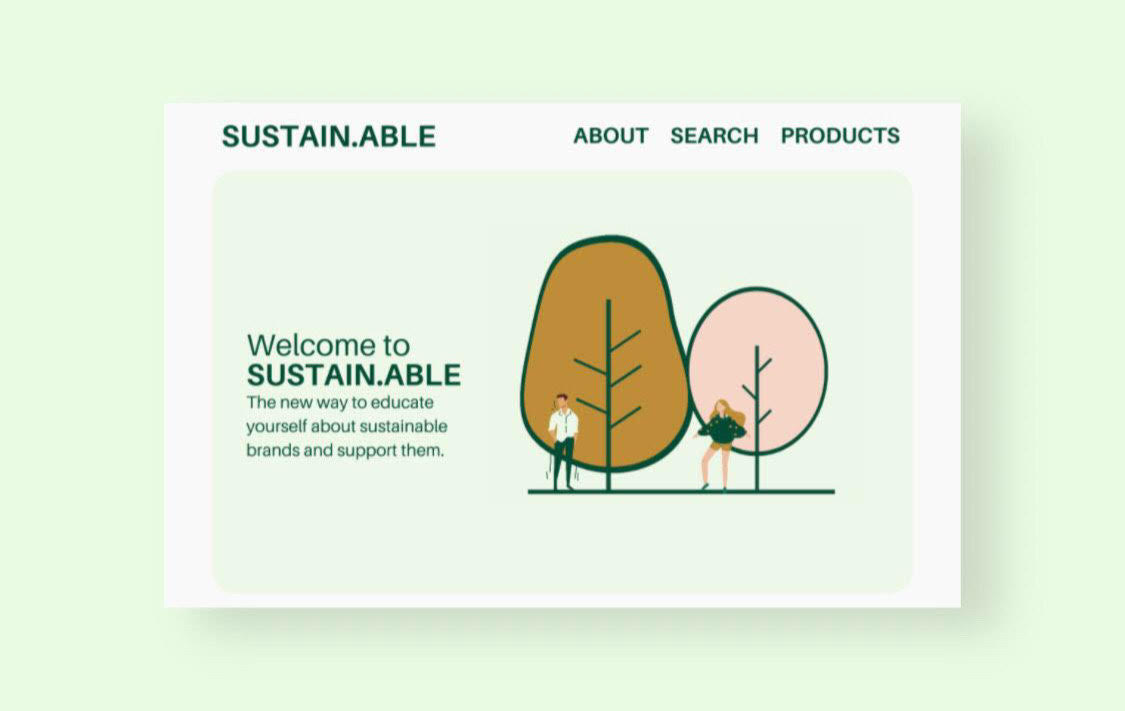 SUSTAIN.ABLE
ABOUT SEARCH PRODUCTS
Welcome to
SUSTAIN.ABLE
The new way to educate
yourself about sustainable
brands and support them.